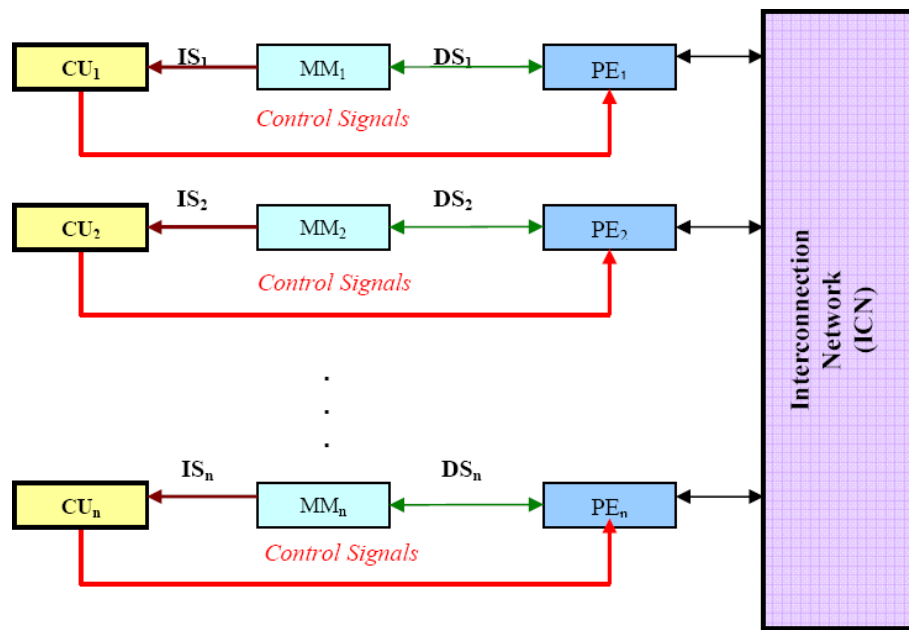 IS₁ DS₁
CU₁ MM₁ PE₁
Control Signals
IS₂ DS₂
CU₂ MM₂ PE₂
Control Signals
.
.
.
ISₙ DSₙ
CUₙ MMₙ PEₙ
Control Signals
Interconnection
Network
(ICN)